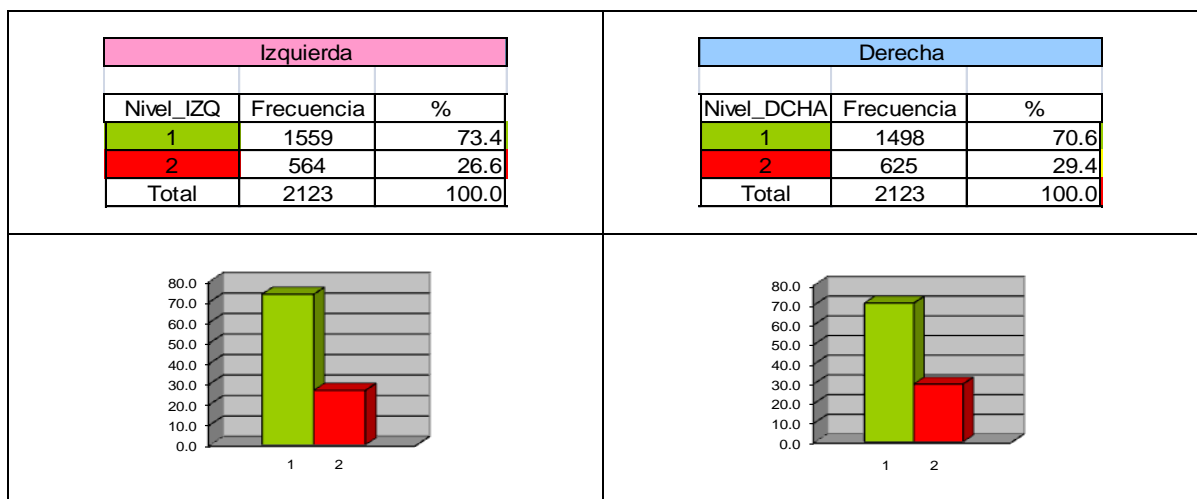 Izquierda
Nivel_IZQ Frecuencia %
1 1559 73.4
2 564 26.6
Total 2123 100.0
Derecha
Nivel_DCHA Frecuencia %
1 1498 70.6
2 625 29.4
Total 2123 100.0
80.0
70.0
60.0
50.0
40.0
30.0
20.0
10.0
0.0
1 2
80.0
70.0
60.0
50.0
40.0
30.0
20.0
10.0
0.0
1 2